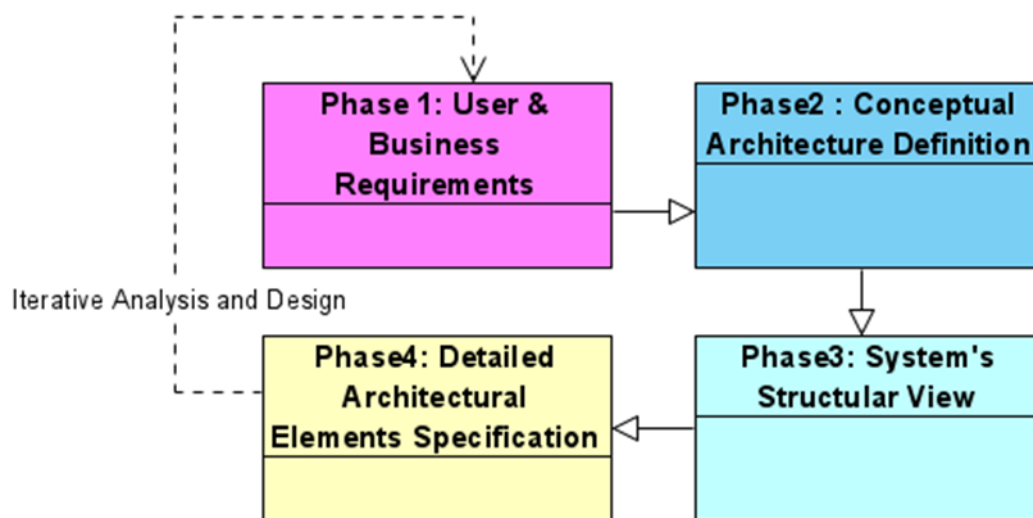 Phase 1: User &
Business
Requirements
Phase2 : Conceptual
Architecture Definition
Iterative Analysis and Design
Phase4: Detailed
Architectural
Elements Specification
Phase3: System's
Structular View